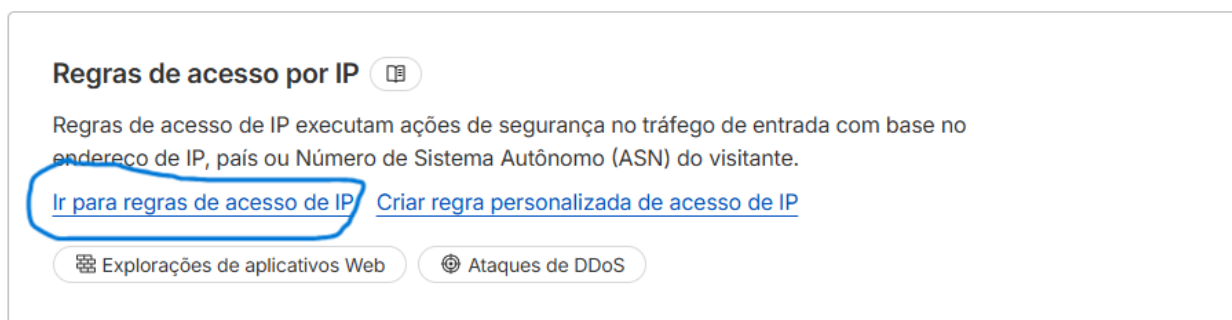 Regras de acesso por IP
Regras de acesso de IP executam ações de segurança no tráfego de entrada com base no
endereço de IP, país ou Número de Sistema Autônomo (ASN) do visitante.
Ir para regras de acesso de IP Criar regra personalizada de acesso de IP
Explorações de aplicativos Web Ataques de DDoS